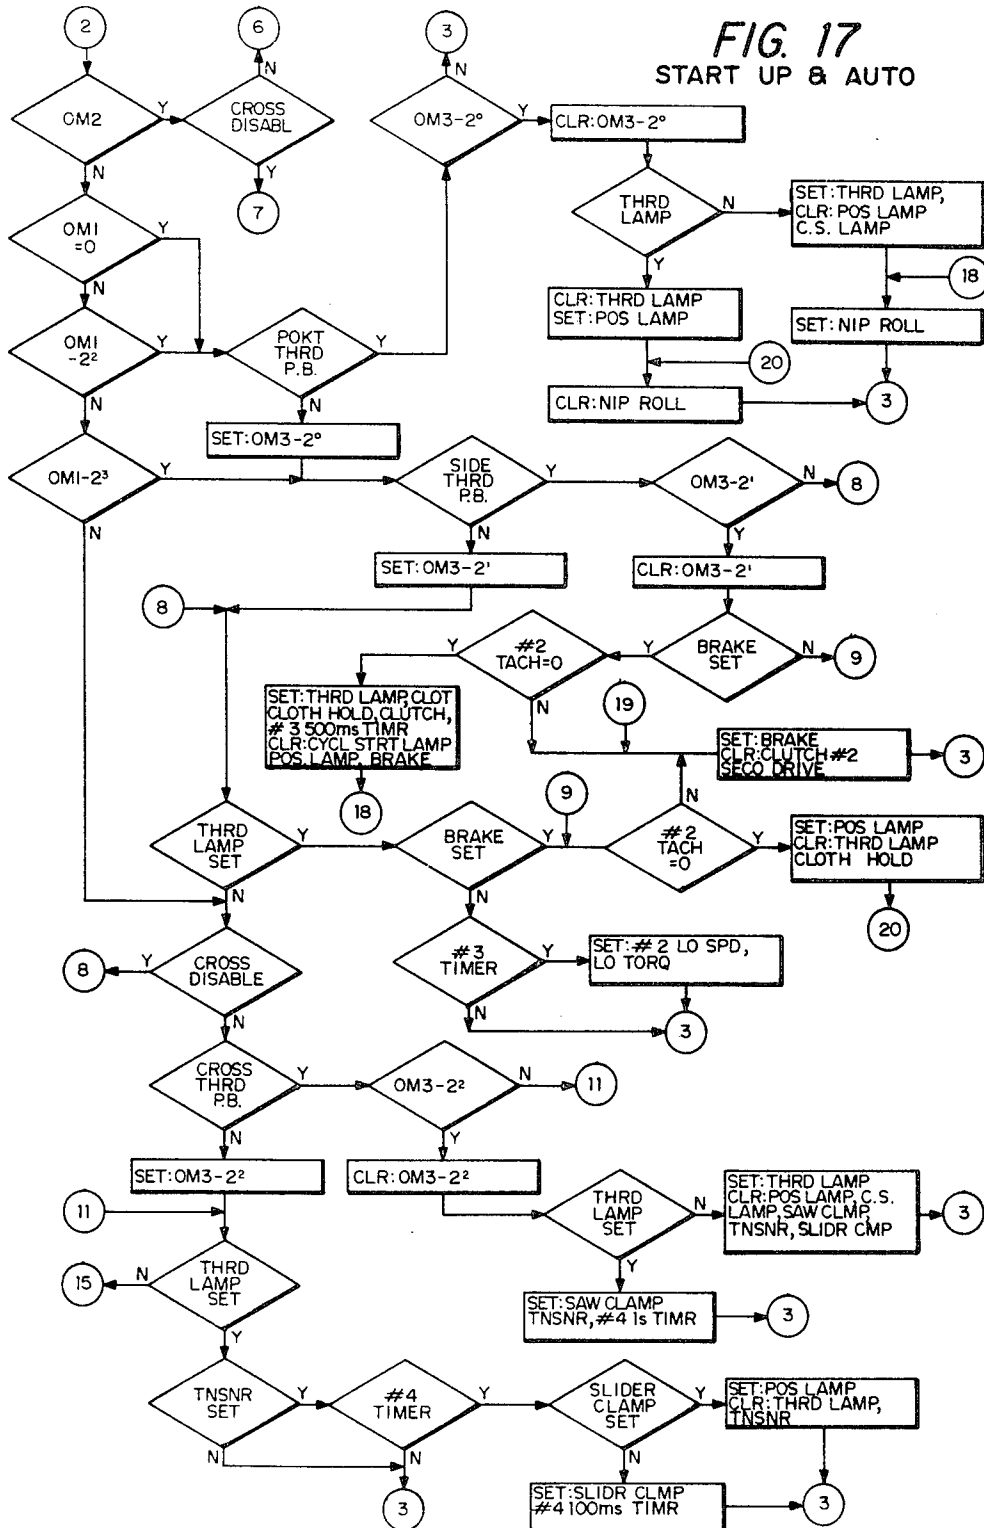 FIG. 17
START UP & AUTO
2
6
3
OM2
Y
CROSS
DISABL
N
Y
7
N
OM3-2°
N
Y
CLR:OM3-2°
THRD
LAMP
N
Y
SET:THRD LAMP,
CLR:POS LAMP
C.S. LAMP
18
SET:NIP ROLL
3
CLR:THRD LAMP
SET:POS LAMP
20
CLR:NIP ROLL
OM1
=0
Y
N
OM1
-2²
Y
N
POKT
THRD
P.B.
Y
N
SET:OM3-2°
OM1-2³
Y
N
SIDE
THRD
P.B.
Y
N
OM3-2¹
N
8
Y
SET:OM3-2¹
CLR:OM3-2¹
8
#2
TACH=0
Y
N
BRAKE
SET
Y
N
9
SET:THRD LAMP,CLOT
CLOTH HOLD,CLUTCH,
#3 500ms TIMR
CLR:CYCL STRT LAMP
POS. LAMP, BRAKE
18
19
SET:BRAKE
CLR:CLUTCH #2
SECO DRIVE
3
THRD
LAMP
SET
Y
N
BRAKE
SET
Y
N
9
#2
TACH
=0
N
Y
SET:POS LAMP
CLR:THRD LAMP
CLOTH HOLD
20
8
Y
CROSS
DISABLE
N
#3
TIMER
Y
N
SET:#2 LO SPD,
LO TORQ
3
CROSS
THRD
P.B.
Y
N
OM3-2²
N
11
Y
SET:OM3-2²
CLR:OM3-2²
11
THRD
LAMP
SET
N
Y
SET:THRD LAMP
CLR:POS LAMP, C.S.
LAMP,SAW CLMP,
TNSNR, SLIDR CMP
3
15
N
THRD
LAMP
SET
Y
SET:SAW CLAMP
TNSNR,#4 1s TIMR
3
TNSNR
SET
Y
N
#4
TIMER
Y
N
3
SLIDER
CLAMP
SET
Y
N
SET:POS LAMP
CLR:THRD LAMP,
TNSNR
SET:SLIDR CLMP
#4 100ms TIMR
3